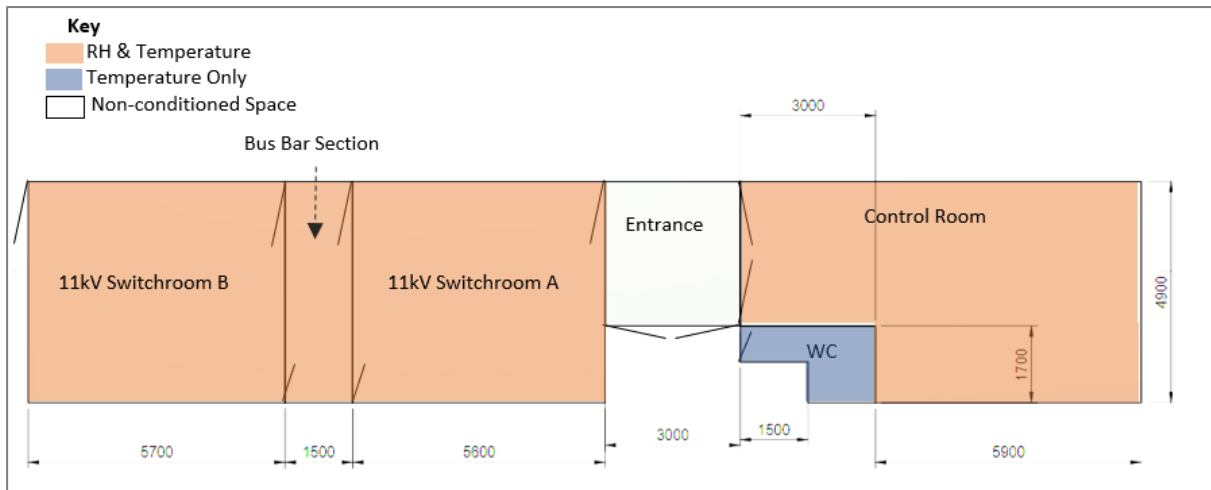 Key
RH & Temperature
Temperature Only
Non-conditioned Space
3000
Bus Bar Section
Entrance
Control Room
11kV Switchroom B
11kV Switchroom A
4900
WC
1700
5700
1500
5600
3000
1500
5900